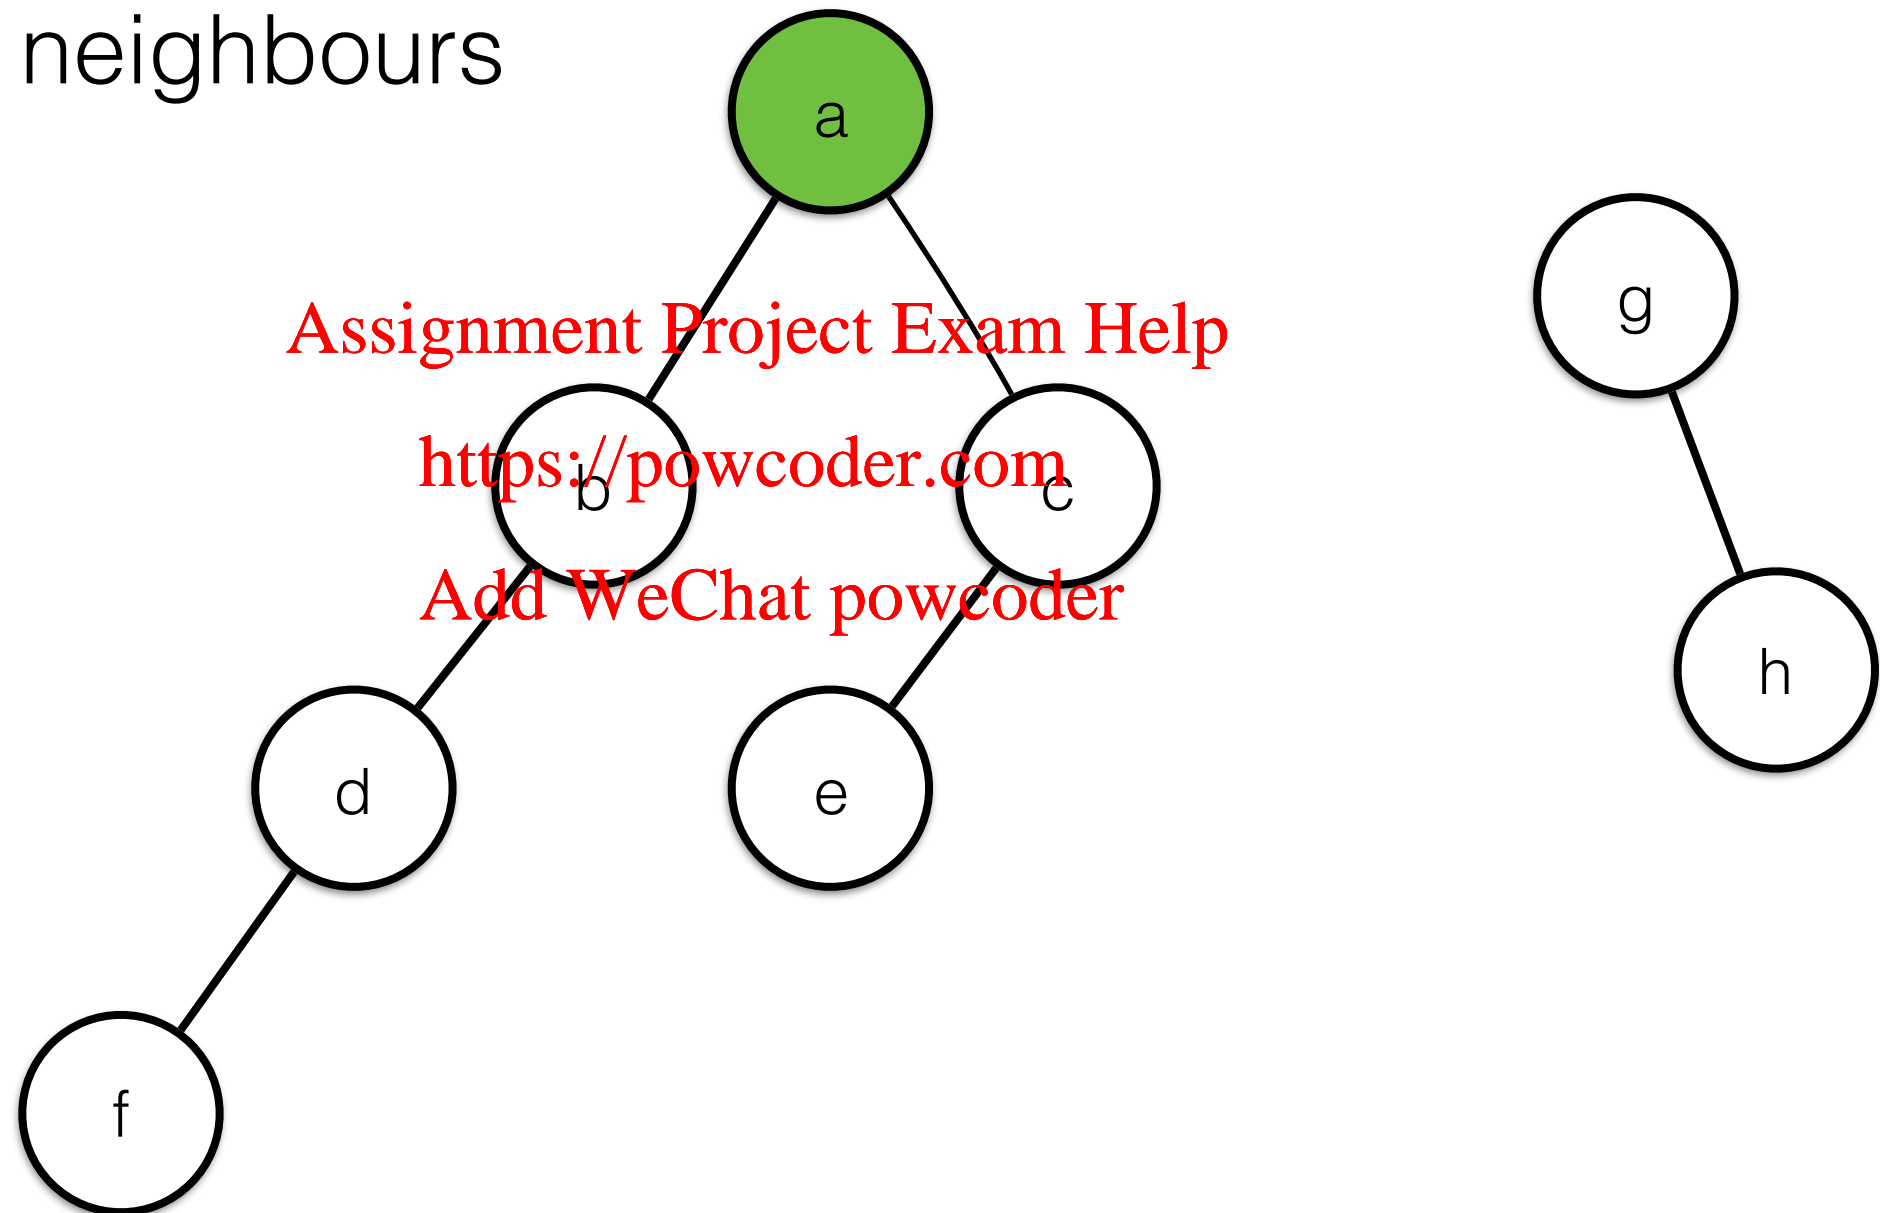 neighbours
a
g
Assignment Project Exam Help
https://powcoder.com
b
c
Add WeChat powcoder
h
d
e
f